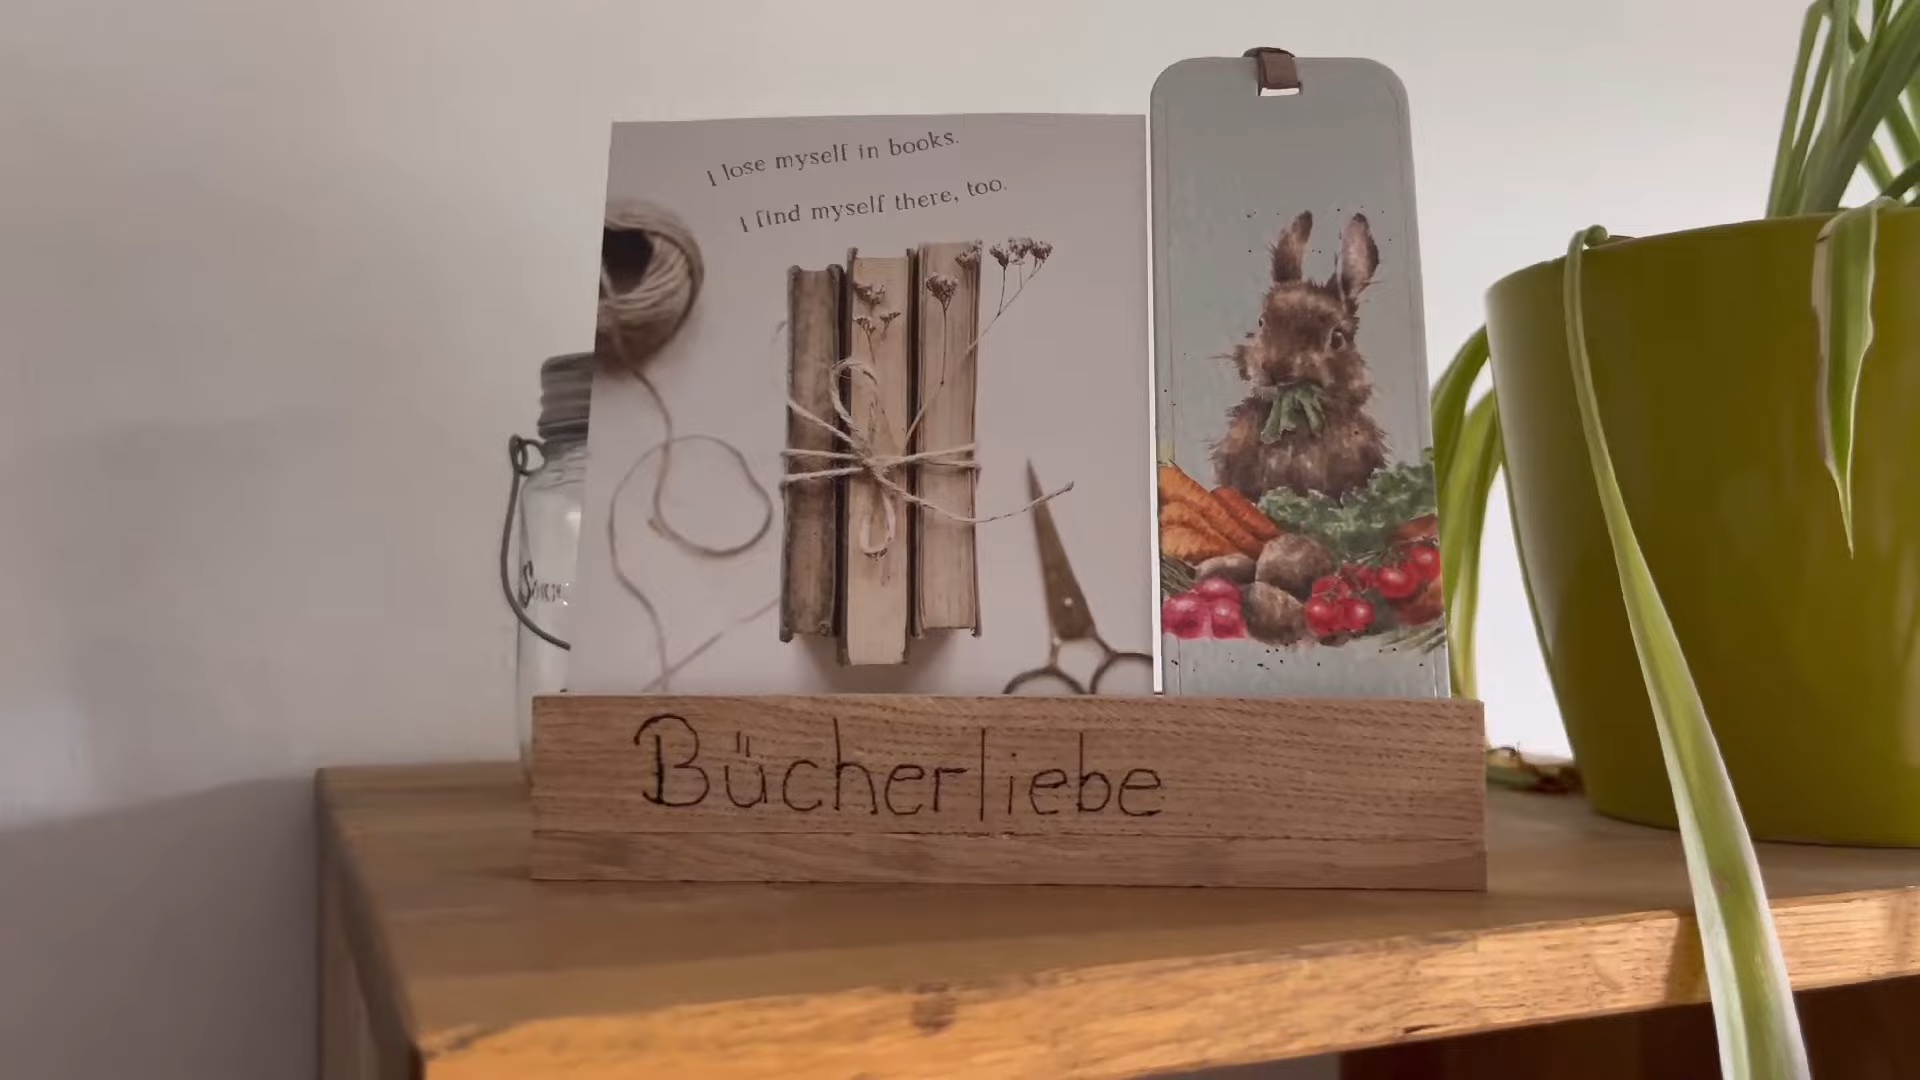 I lose myself in books.
I find myself there, too.
Bücherliebe